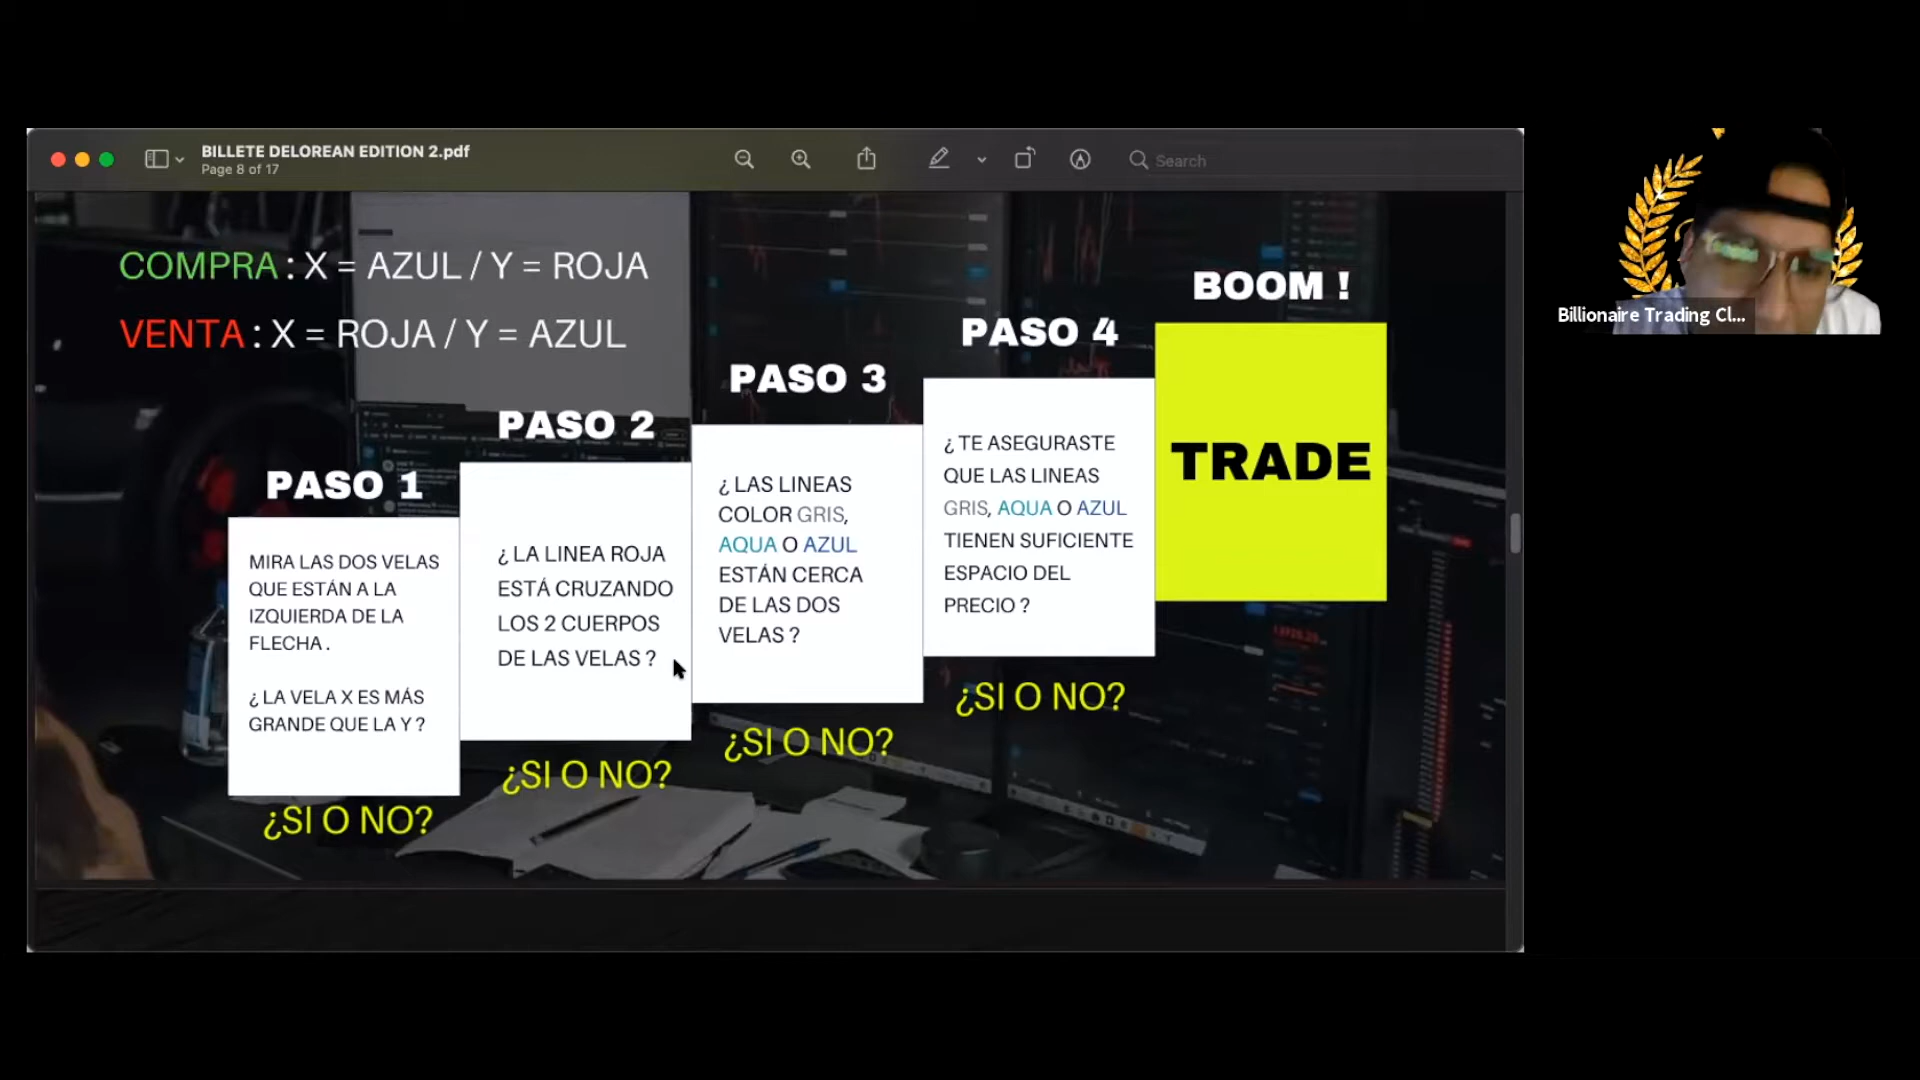 BILLETE DELOREAN EDITION 2.pdf
Page 8 of 17
Search
COMPRA : X = AZUL / Y = ROJA
VENTA : X = ROJA / Y = AZUL
PASO 1
MIRA LAS DOS VELAS
QUE ESTÁN A LA
IZQUIERDA DE LA
FLECHA .
¿ LA VELA X ES MÁS
GRANDE QUE LA Y ?
¿SI O NO?
PASO 2
¿ LA LINEA ROJA
ESTÁ CRUZANDO
LOS 2 CUERPOS
DE LAS VELAS ?
¿SI O NO?
PASO 3
¿ LAS LINEAS
COLOR GRIS,
AQUA O AZUL
ESTÁN CERCA
DE LAS DOS
VELAS ?
¿SI O NO?
PASO 4
¿ TE ASEGURASTE
QUE LAS LINEAS
GRIS, AQUA O AZUL
TIENEN SUFICIENTE
ESPACIO DEL
PRECIO ?
¿SI O NO?
BOOM !
TRADE
Billionaire Trading Cl...